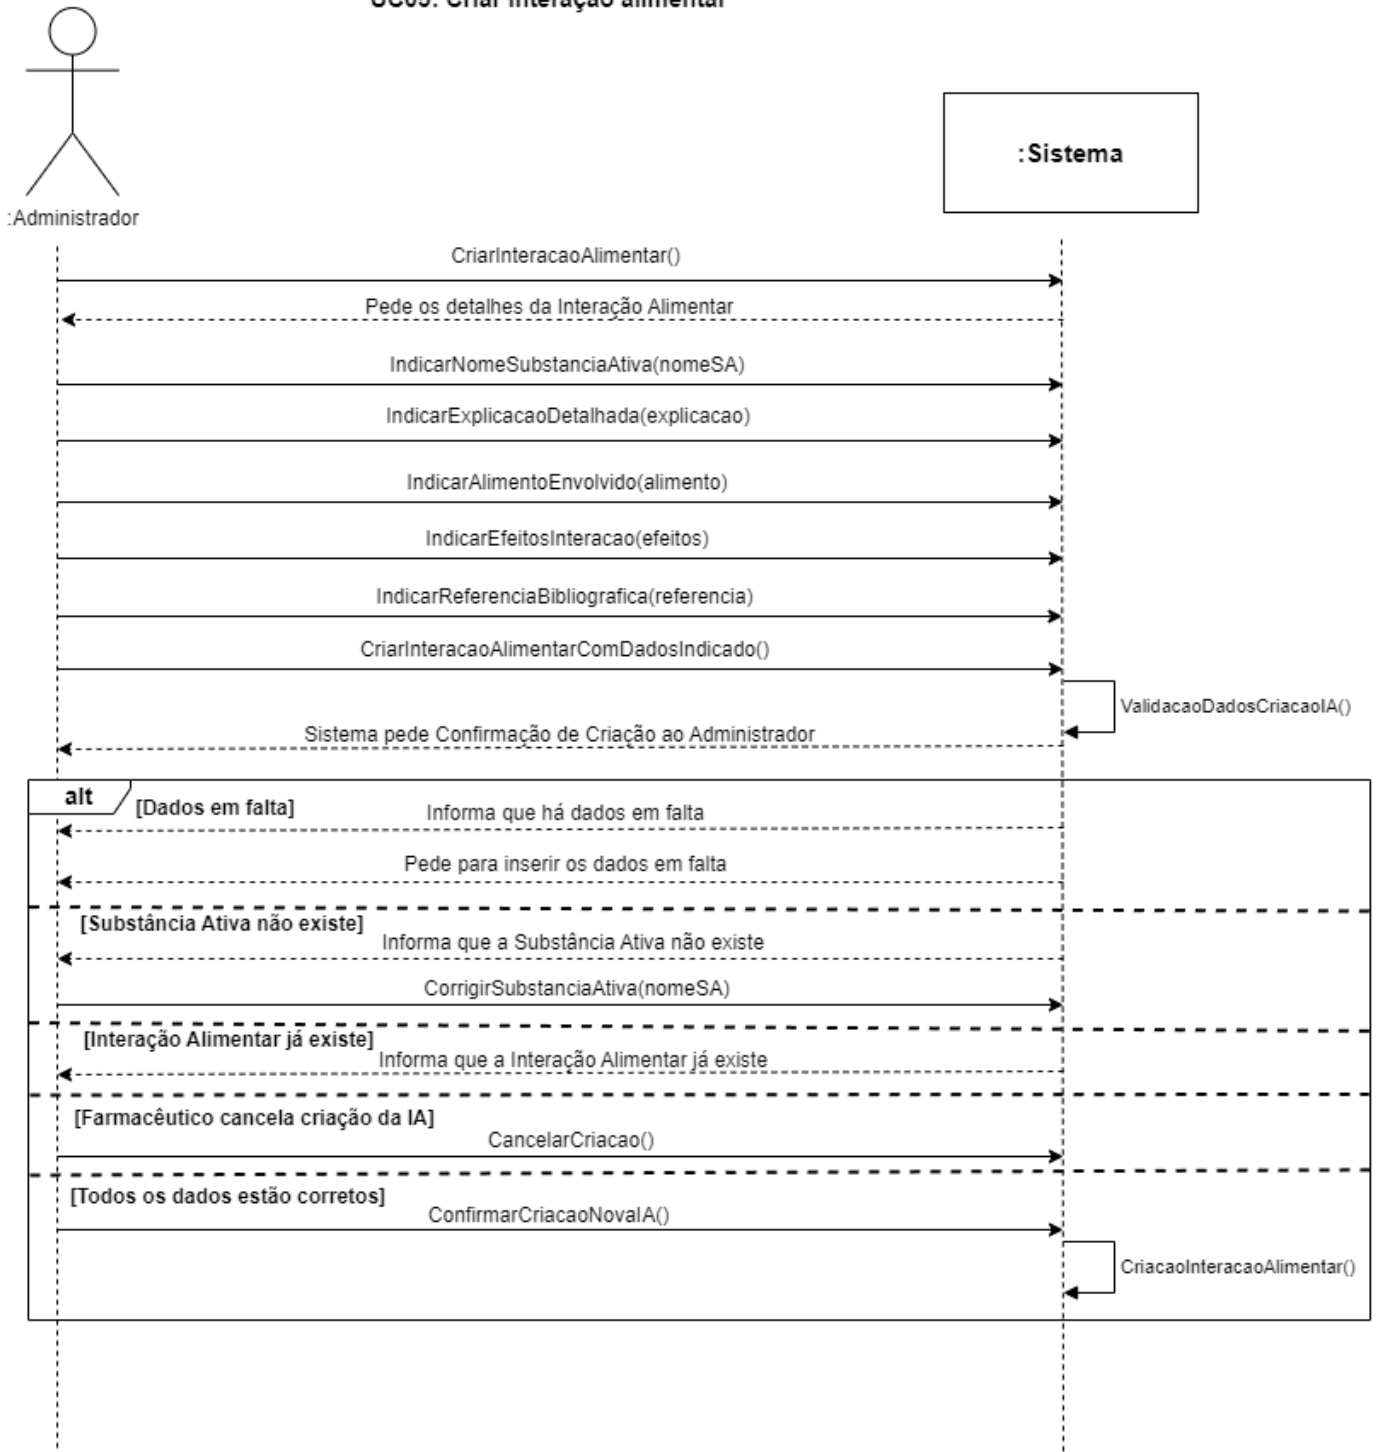 UC05: Criar interação alimentar
:Sistema
:Administrador
CriarInteracaoAlimentar()
Pede os detalhes da Interação Alimentar
IndicarNomeSubstanciaAtiva(nomeSA)
IndicarExplicacaoDetalhada(explicacao)
IndicarAlimentoEnvolvido(alimento)
IndicarEfeitosInteracao(efeitos)
IndicarReferenciaBibliografica(referencia)
CriarInteracaoAlimentarComDadosIndicado()
ValidacaoDadosCriacaoIA()
Sistema pede Confirmação de Criação ao Administrador
alt
[Dados em falta]
Informa que há dados em falta
Pede para inserir os dados em falta
[Substância Ativa não existe]
Informa que a Substância Ativa não existe
CorrigirSubstanciaAtiva(nomeSA)
[Interação Alimentar já existe]
Informa que a Interação Alimentar já existe
[Farmacêutico cancela criação da IA]
CancelarCriacao()
[Todos os dados estão corretos]
ConfirmarCriacaoNovaIA()
CriacaoInteracaoAlimentar()